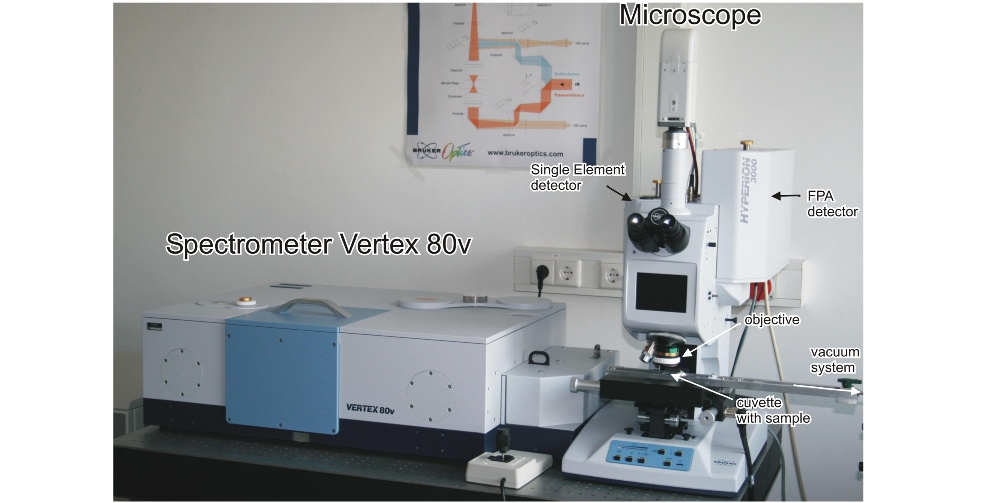 Microscope
BRUKER Optics
www.brukeroptics.com
Single Element
detector
HYPERION
3000
FPA
detector
Spectrometer Vertex 80v
objective
vacuum
system
VERTEX 80v
cuvette
with sample
BRUKER